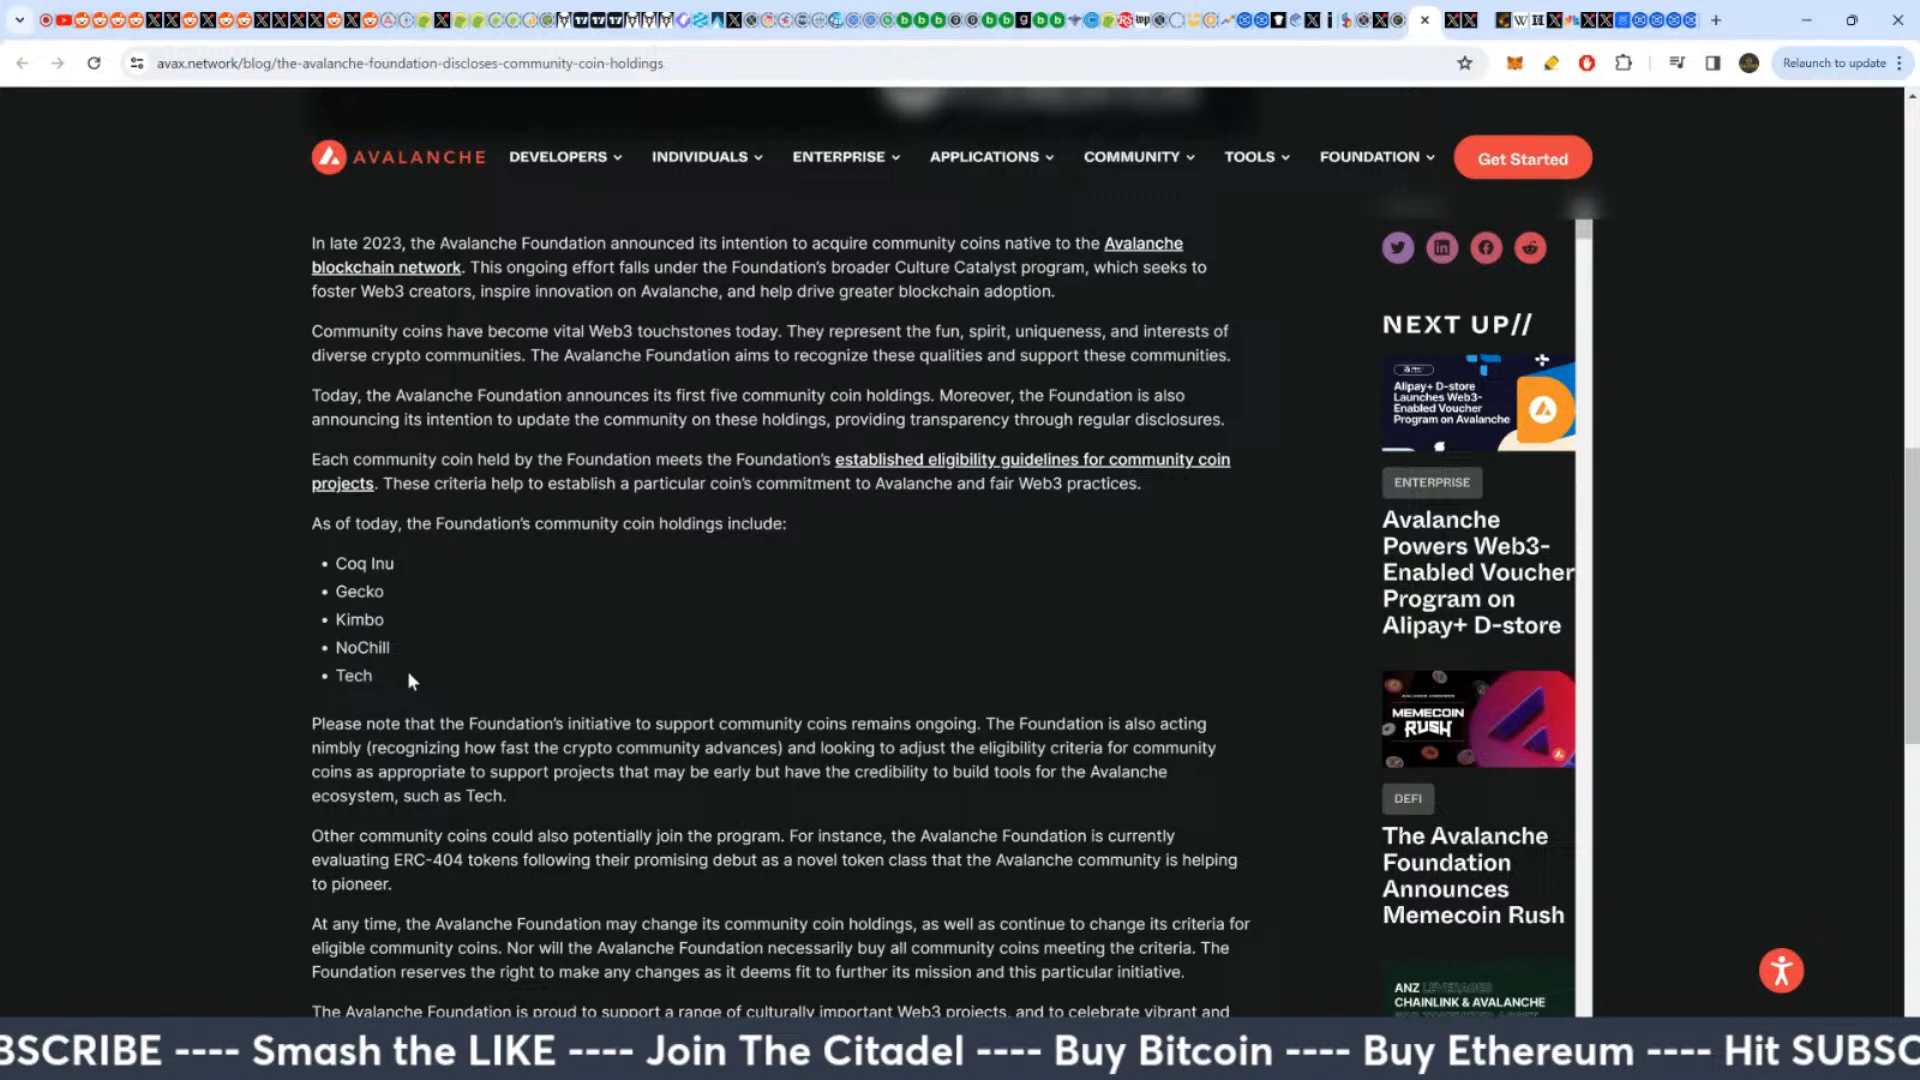 avax.network/blog/the-avalanche-foundation-discloses-community-coin-holdings
Relaunch to update
AVALANCHE
DEVELOPERS
INDIVIDUALS
ENTERPRISE
APPLICATIONS
COMMUNITY
TOOLS
FOUNDATION
Get Started
In late 2023, the Avalanche Foundation announced its intention to acquire community coins native to the Avalanche
blockchain network. This ongoing effort falls under the Foundation's broader Culture Catalyst program, which seeks to
foster Web3 creators, inspire innovation on Avalanche, and help drive greater blockchain adoption.
Community coins have become vital Web3 touchstones today. They represent the fun, spirit, uniqueness, and interests of
diverse crypto communities. The Avalanche Foundation aims to recognize these qualities and support these communities.
Today, the Avalanche Foundation announces its first five community coin holdings. Moreover, the Foundation is also
announcing its intention to update the community on these holdings, providing transparency through regular disclosures.
Each community coin held by the Foundation meets the Foundation's established eligibility guidelines for community coin
projects. These criteria help to establish a particular coin's commitment to Avalanche and fair Web3 practices.
As of today, the Foundation's community coin holdings include:
• Coq Inu
• Gecko
• Kimbo
• NoChill
• Tech
Please note that the Foundation's initiative to support community coins remains ongoing. The Foundation is also acting
nimbly (recognizing how fast the crypto community advances) and looking to adjust the eligibility criteria for community
coins as appropriate to support projects that may be early but have the credibility to build tools for the Avalanche
ecosystem, such as Tech.
Other community coins could also potentially join the program. For instance, the Avalanche Foundation is currently
evaluating ERC-404 tokens following their promising debut as a novel token class that the Avalanche community is helping
to pioneer.
At any time, the Avalanche Foundation may change its community coin holdings, as well as continue to change its criteria for
eligible community coins. Nor will the Avalanche Foundation necessarily buy all community coins meeting the criteria. The
Foundation reserves the right to make any changes as it deems fit to further its mission and this particular initiative.
The Avalanche Foundation is proud to support a range of culturally important Web3 projects, and to celebrate vibrant and
NEXT UP//
Alipay+ D-store
Launches Web3-
Enabled Voucher
Program on Avalanche
ENTERPRISE
Avalanche
Powers Web3-
Enabled Voucher
Program on
Alipay+ D-store
MEMECOIN
RUSH
DEFI
The Avalanche
Foundation
Announces
Memecoin Rush
ANZ LEVERAGES
CHAINLINK & AVALANCHE
BSCRIBE ---- Smash the LIKE ---- Join The Citadel ---- Buy Bitcoin ---- Buy Ethereum ---- Hit SUBSC